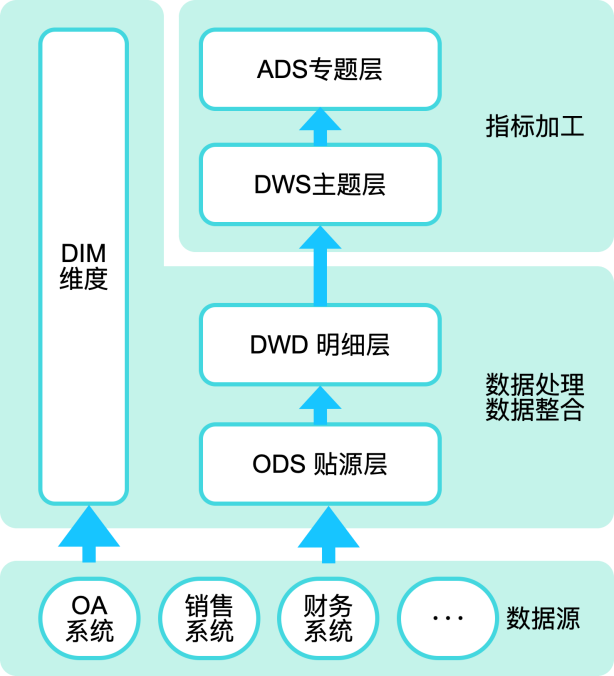 ADS专题层
指标加工
DWS主题层
DIM
维度
DWD 明细层
数据处理
数据整合
ODS 贴源层
OA
系统
销售
系统
财务
系统
···
数据源